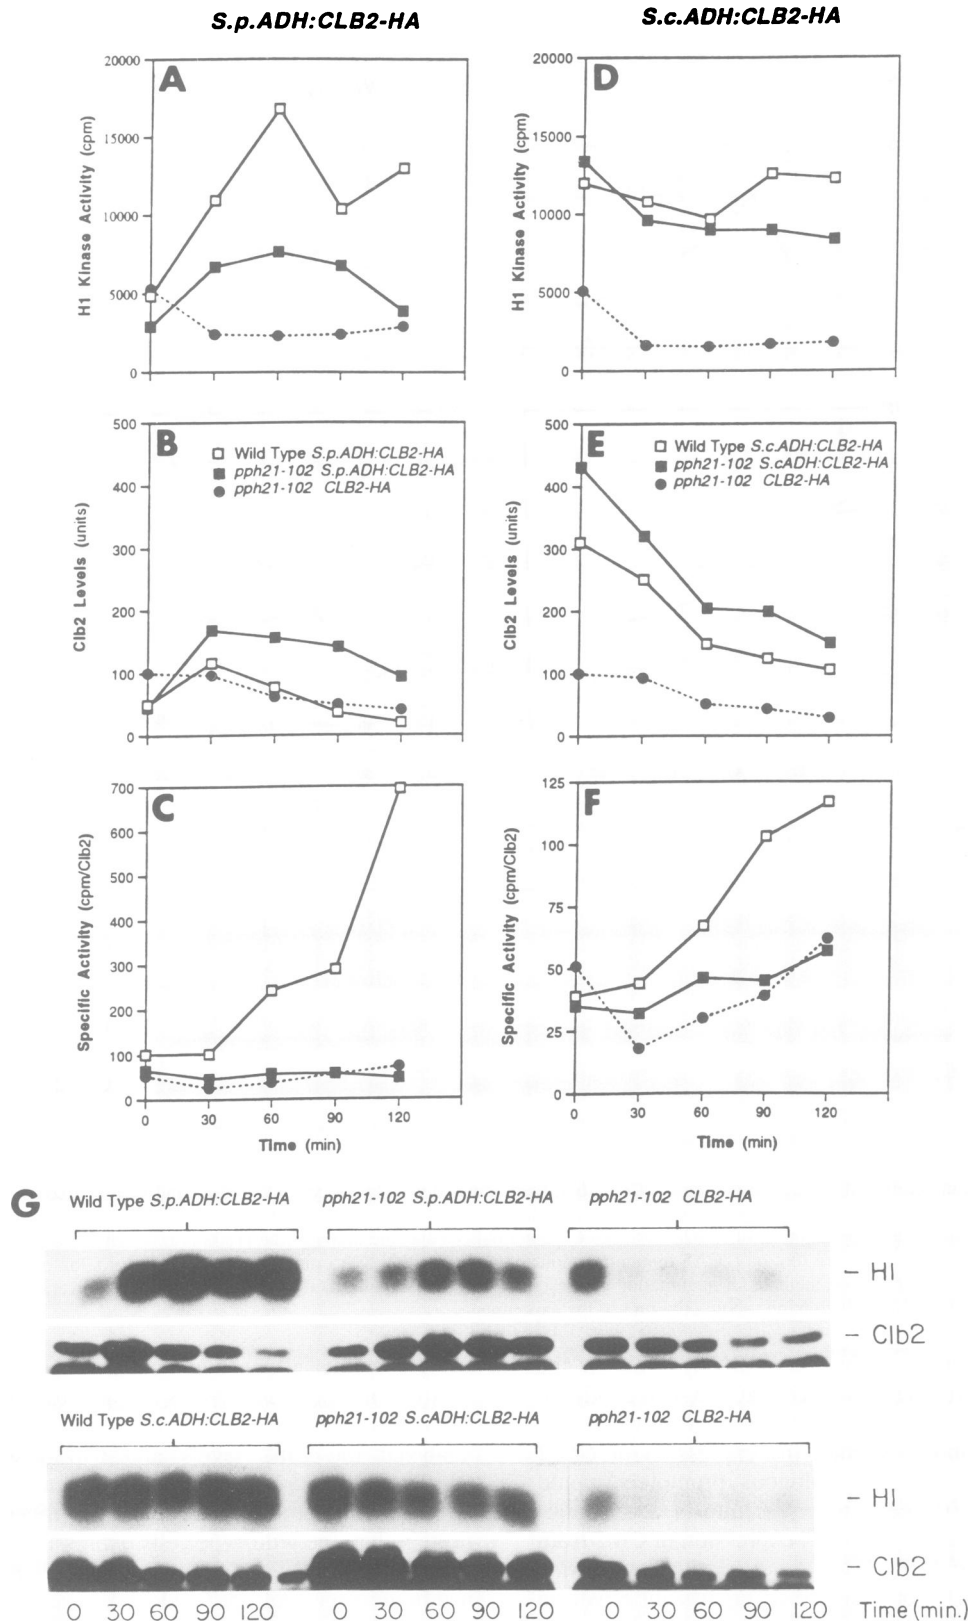 S.p.ADH:CLB2-HA
S.c.ADH:CLB2-HA
A
H1 Kinase Activity (cpm)
20000
15000
10000
5000
0
D
H1 Kinase Activity (cpm)
20000
15000
10000
5000
0
B
Clb2 Levels (units)
500
400
300
200
100
0
Wild Type S.p.ADH:CLB2-HA
pph21-102 S.p.ADH:CLB2-HA
pph21-102 CLB2-HA
E
Clb2 Levels (units)
500
400
300
200
100
0
Wild Type S.c.ADH:CLB2-HA
pph21-102 S.cADH:CLB2-HA
pph21-102 CLB2-HA
C
Specific Activity (cpm/Clb2)
700
600
500
400
300
200
100
0
0 30 60 90 120
Time (min)
F
Specific Activity (cpm/Clb2)
125
100
75
50
25
0
0 30 60 90 120
Time (min)
G
Wild Type S.p.ADH:CLB2-HA
pph21-102 S.p.ADH:CLB2-HA
pph21-102 CLB2-HA
- H1
- Clb2
Wild Type S.c.ADH:CLB2-HA
pph21-102 S.cADH:CLB2-HA
pph21-102 CLB2-HA
- H1
- Clb2
0 30 60 90 120 0 30 60 90 120 0 30 60 90 120 Time (min.)